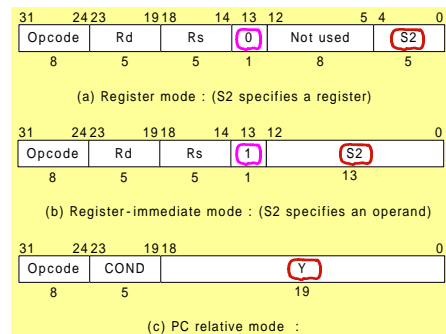 31 24 23 19 18 14 13 12 5 4 0
Opcode Rd Rs 0 Not used S2
8 5 5 1 8 5
(a) Register mode : (S2 specifies a register)
31 24 23 19 18 14 13 12 0
Opcode Rd Rs 1 S2
8 5 5 1 13
(b) Register-immediate mode : (S2 specifies an operand)
31 24 23 19 18 0
Opcode COND Y
8 5 19
(c) PC relative mode :